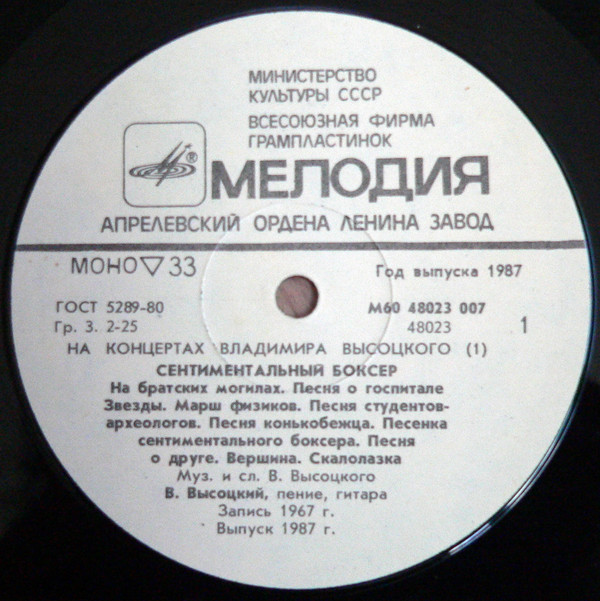 МИНИСТЕРСТВО
КУЛЬТУРЫ СССР
ВСЕСОЮЗНАЯ ФИРМА
ГРАМПЛАСТИНОК
®
МЕЛОДИЯ
АПРЕЛЕВСКИЙ ОРДЕНА ЛЕНИНА ЗАВОД
МОНО ▽ 33 Год выпуска 1987
ГОСТ 5289-80 М60 48023 007
Гр. 3. 2-25 48023 1
НА КОНЦЕРТАХ ВЛАДИМИРА ВЫСОЦКОГО (1)
СЕНТИМЕНТАЛЬНЫЙ БОКСЕР
На братских могилах. Песня о госпитале
Звезды. Марш физиков. Песня студентов-
археологов. Песня конькобежца. Песенка
сентиментального боксера. Песня
о друге. Вершина. Скалолазка
Муз. и сл. В. Высоцкого
В. Высоцкий, пение, гитара
Запись 1967 г.
Выпуск 1987 г.